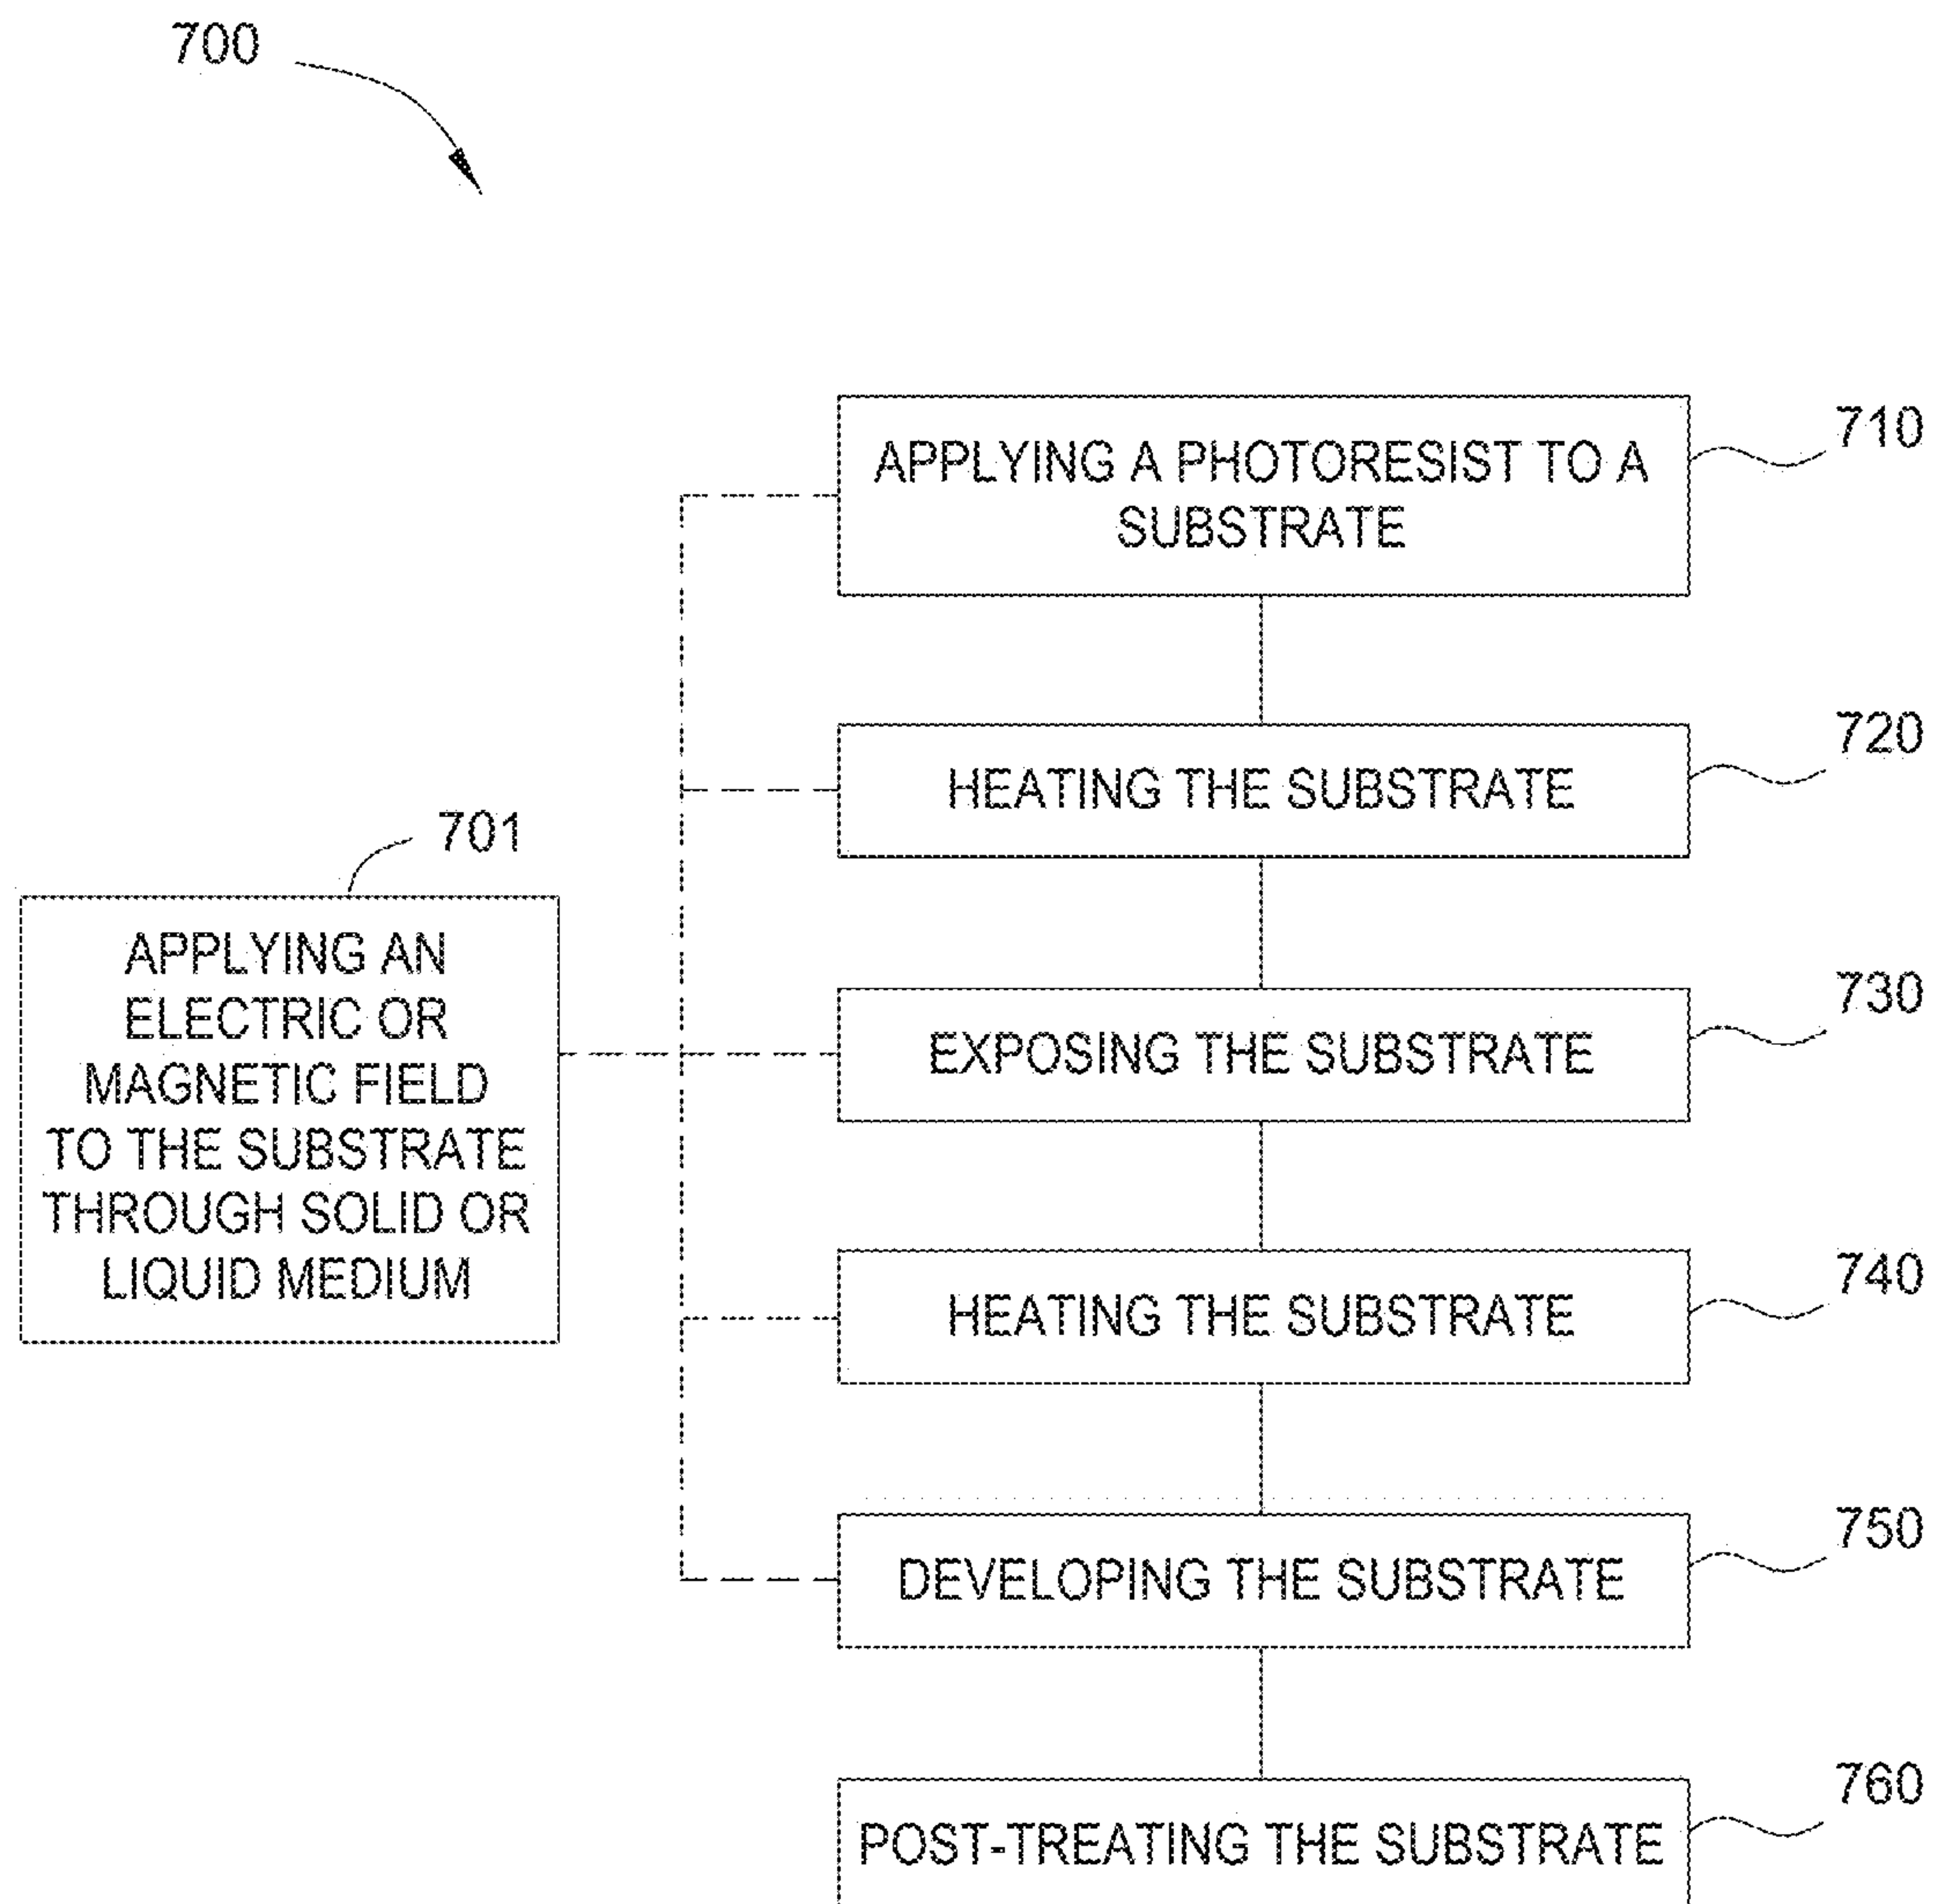 700
APPLYING A PHOTORESIST TO A
SUBSTRATE
710
HEATING THE SUBSTRATE
720
701
APPLYING AN
ELECTRIC OR
MAGNETIC FIELD
TO THE SUBSTRATE
THROUGH SOLID OR
LIQUID MEDIUM
EXPOSING THE SUBSTRATE
730
HEATING THE SUBSTRATE
740
DEVELOPING THE SUBSTRATE
750
POST-TREATING THE SUBSTRATE
760